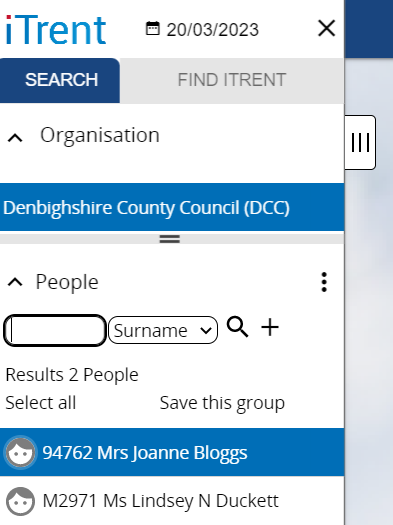 iTrent
20/03/2023
SEARCH
FIND ITRENT
Organisation
Denbighshire County Council (DCC)
People
Surname
Results 2 People
Select all
Save this group
94762 Mrs Joanne Bloggs
M2971 Ms Lindsey N Duckett